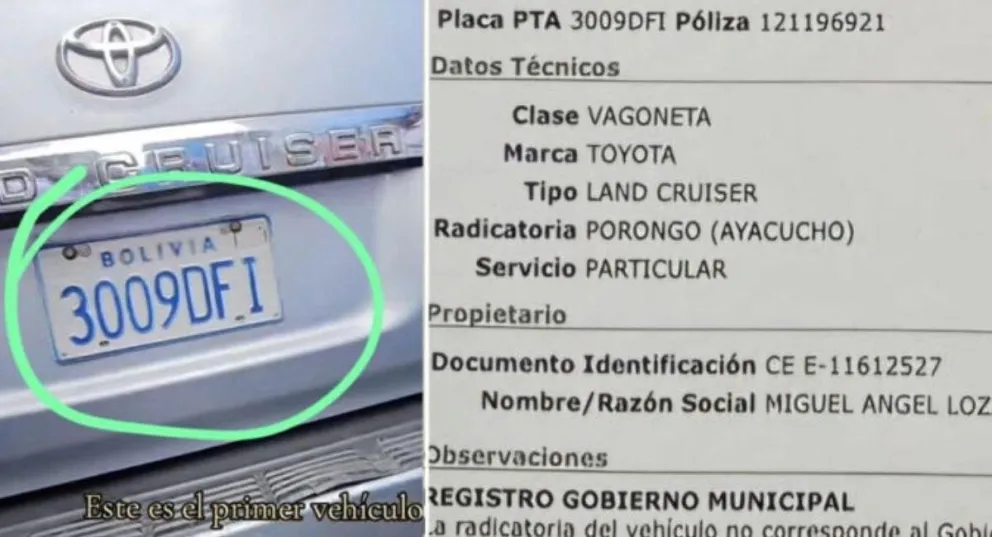 D CRUISER
BOLIVIA
3009DFI
Este es el primer vehículo
Placa PTA 3009DFI Póliza 121196921
Datos Técnicos
Clase VAGONETA
Marca TOYOTA
Tipo LAND CRUISER
Radicatoria PORONGO (AYACUCHO)
Servicio PARTICULAR
Propietario
Documento Identificación CE E-11612527
Nombre/Razón Social MIGUEL ANGEL LOZ
Observaciones
REGISTRO GOBIERNO MUNICIPAL
La radicatoria del vehículo no corresponde al Gobi